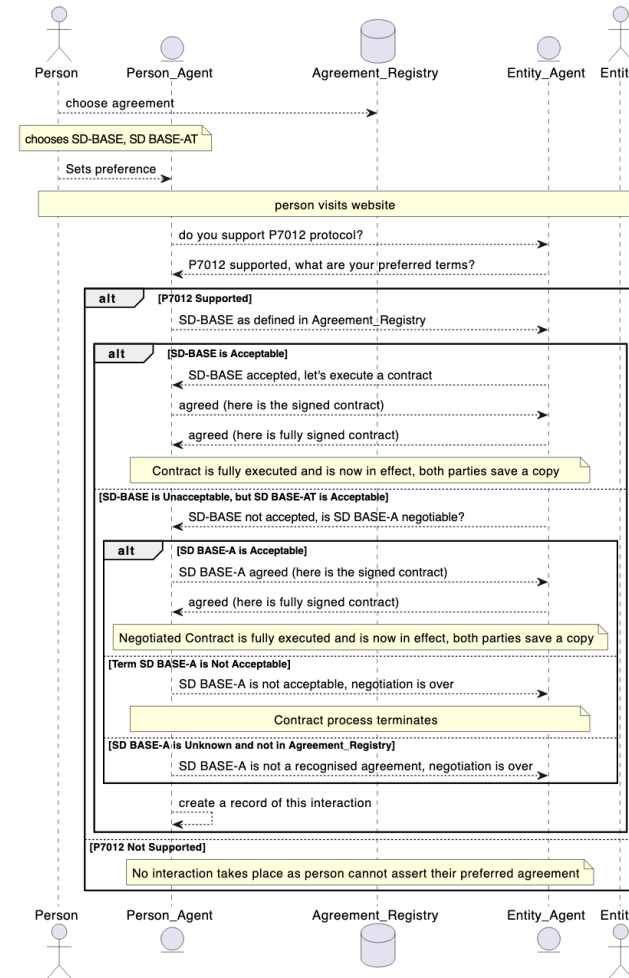 Person Person_Agent Agreement_Registry Entity_Agent Entit
choose agreement
chooses SD-BASE, SD BASE-AT
Sets preference
person visits website
do you support P7012 protocol?
P7012 supported, what are your preferred terms?
alt [P7012 Supported]
SD-BASE as defined in Agreement_Registry
alt [SD-BASE is Acceptable]
SD-BASE accepted, let's execute a contract
agreed (here is the signed contract)
agreed (here is fully signed contract)
Contract is fully executed and is now in effect, both parties save a copy
[SD-BASE is Unacceptable, but SD BASE-AT is Acceptable]
SD-BASE not accepted, is SD BASE-A negotiable?
alt [SD BASE-A is Acceptable]
SD BASE-A agreed (here is the signed contract)
agreed (here is fully signed contract)
Negotiated Contract is fully executed and is now in effect, both parties save a copy
[Term SD BASE-A is Not Acceptable]
SD BASE-A is not acceptable, negotiation is over
Contract process terminates
[SD BASE-A is Unknown and not in Agreement_Registry]
SD BASE-A is not a recognised agreement, negotiation is over
create a record of this interaction
[P7012 Not Supported]
No interaction takes place as person cannot assert their preferred agreement
Person Person_Agent Agreement_Registry Entity_Agent Entit